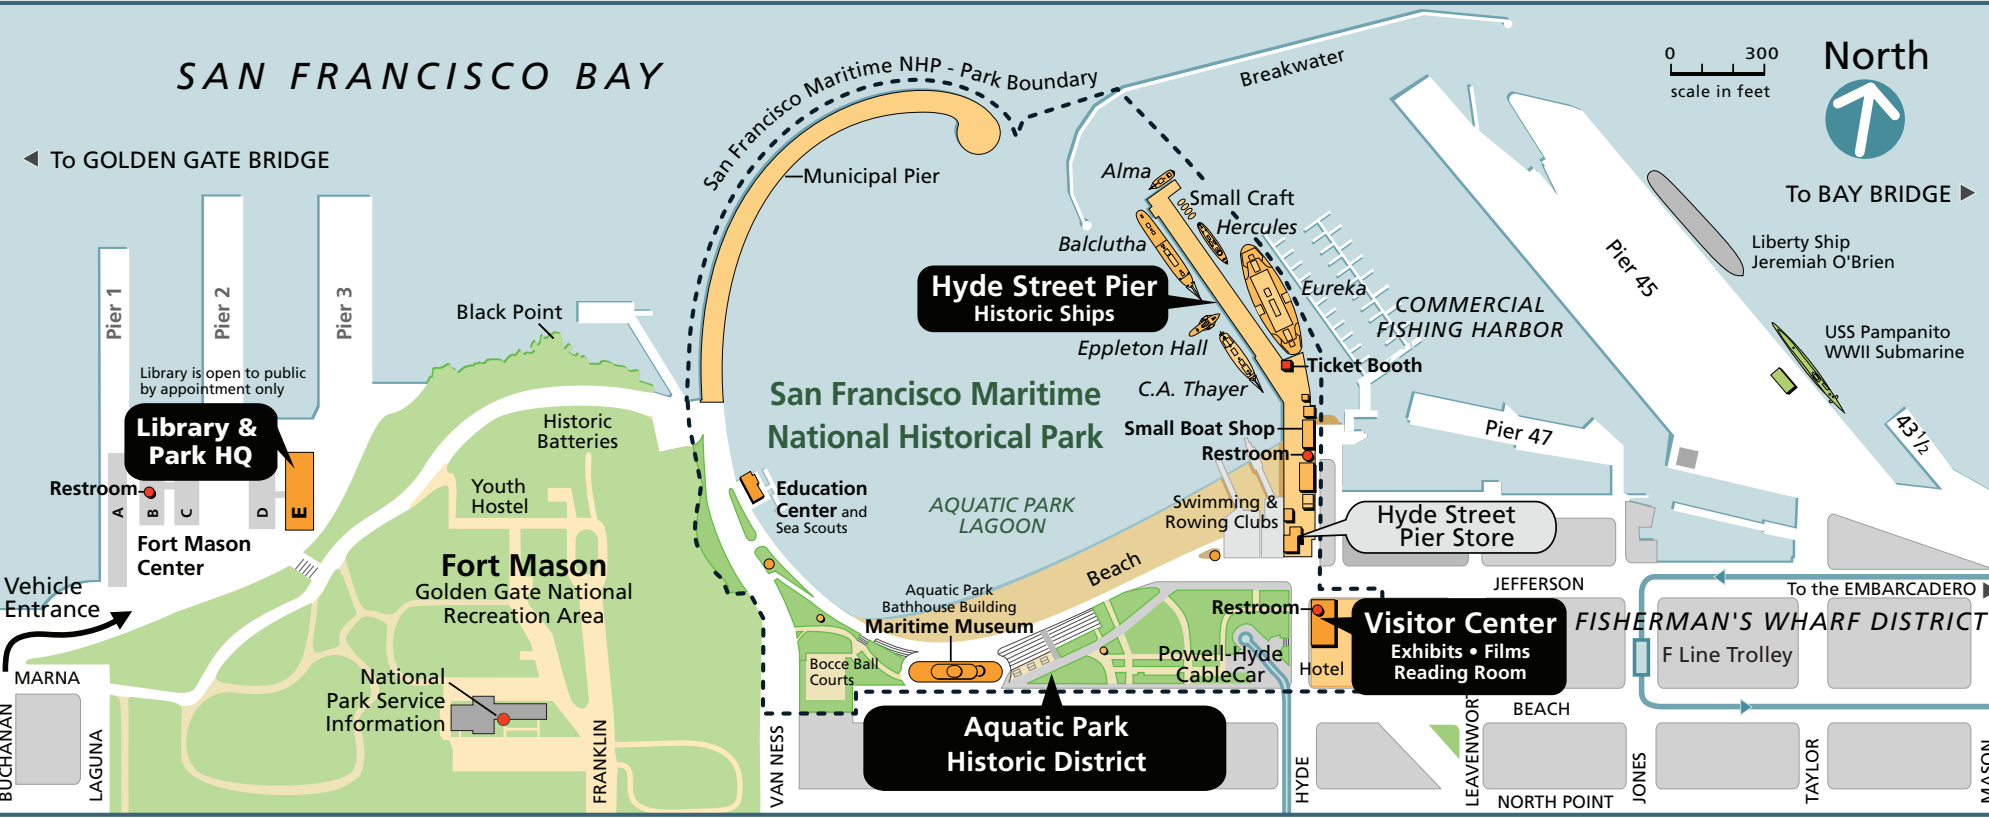 SAN FRANCISCO BAY
San Francisco Maritime NHP - Park Boundary
Breakwater
0 300
scale in feet
North
To GOLDEN GATE BRIDGE
To BAY BRIDGE
Municipal Pier
Alma
Small Craft
Hercules
Balclutha
Hyde Street Pier
Historic Ships
Eureka
Eppleton Hall
C.A. Thayer
Ticket Booth
COMMERCIAL
FISHING HARBOR
Pier 45
Liberty Ship
Jeremiah O'Brien
USS Pampanito
WWII Submarine
Pier 1
Pier 2
Pier 3
Black Point
Library is open to public
by appointment only
Library &
Park HQ
Historic
Batteries
San Francisco Maritime
National Historical Park
Small Boat Shop
Restroom
Pier 47
43 1/2
Restroom
A
B
C
D
E
Fort Mason
Center
Youth
Hostel
Education
Center and
Sea Scouts
AQUATIC PARK
LAGOON
Swimming &
Rowing Clubs
Hyde Street
Pier Store
Beach
Vehicle
Entrance
Fort Mason
Golden Gate National
Recreation Area
Aquatic Park
Bathhouse Building
Maritime Museum
Restroom
JEFFERSON
To the EMBARCADERO
Visitor Center
Exhibits • Films
Reading Room
FISHERMAN'S WHARF DISTRICT
F Line Trolley
Bocce Ball
Courts
Powell-Hyde
CableCar
Hotel
MARNA
National
Park Service
Information
Aquatic Park
Historic District
BEACH
BUCHANAN
LAGUNA
FRANKLIN
VAN NESS
HYDE
LEAVENWOR
JONES
TAYLOR
MASON
NORTH POINT